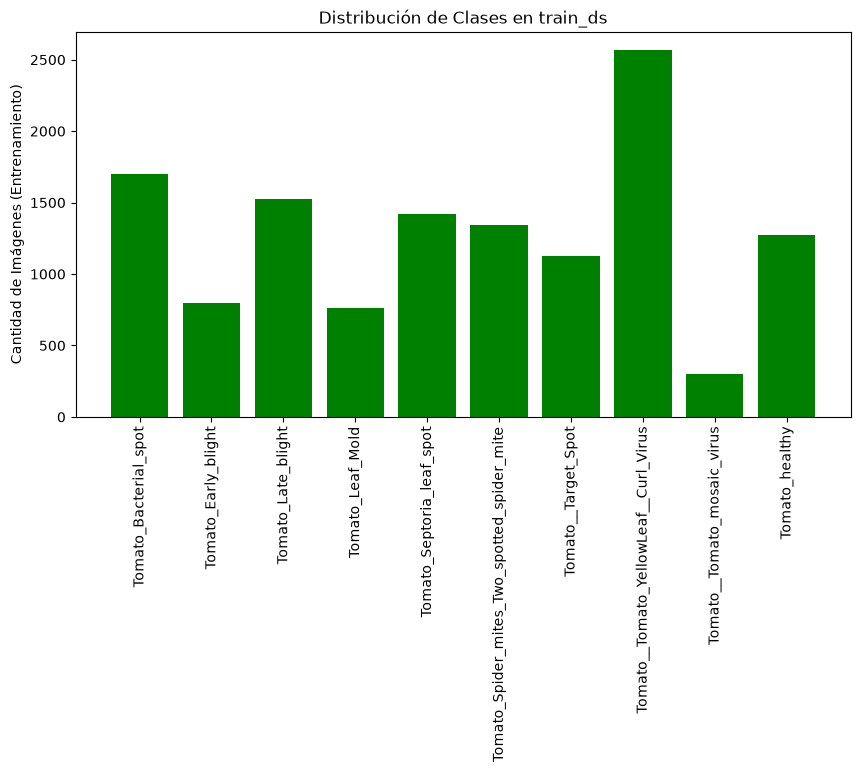 Distribución de Clases en train_ds
Cantidad de Imágenes (Entrenamiento)
2500
2000
1500
1000
500
0
Tomato_Bacterial_spot
Tomato_Early_blight
Tomato_Late_blight
Tomato_Leaf_Mold
Tomato_Septoria_leaf_spot
Tomato_Spider_mites_Two_spotted_spider_mite
Tomato__Target_Spot
Tomato__Tomato_YellowLeaf__Curl_Virus
Tomato__Tomato_mosaic_virus
Tomato_healthy